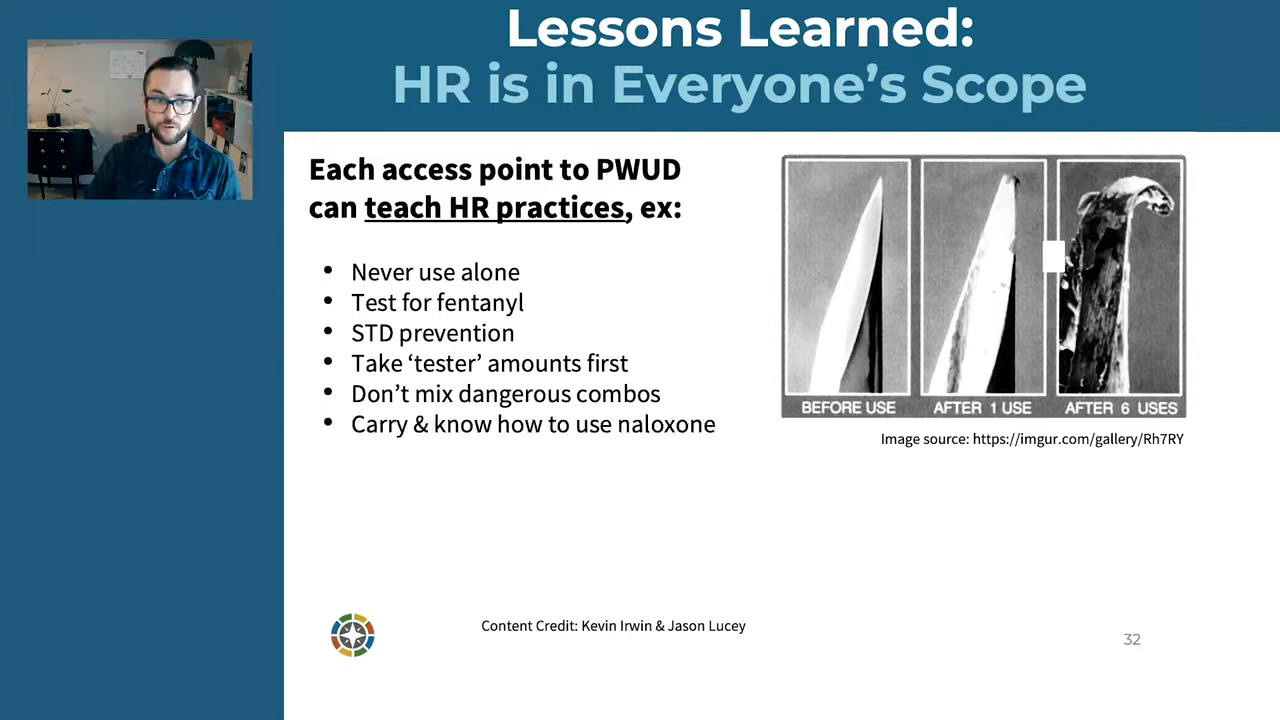 Lessons Learned:
HR is in Everyone's Scope
Each access point to PWUD
can teach HR practices, ex:
• Never use alone
• Test for fentanyl
• STD prevention
• Take ‘tester’ amounts first
• Don’t mix dangerous combos
• Carry & know how to use naloxone
BEFORE USE
AFTER 1 USE
AFTER 6 USES
Image source: https://imgur.com/gallery/Rh7RY
Content Credit: Kevin Irwin & Jason Lucey
32